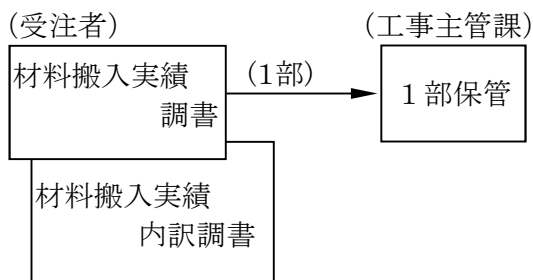 (受注者)
(工事主管課)
材料搬入実績
調書
(1部)
１部保管
材料搬入実績
内訳調書